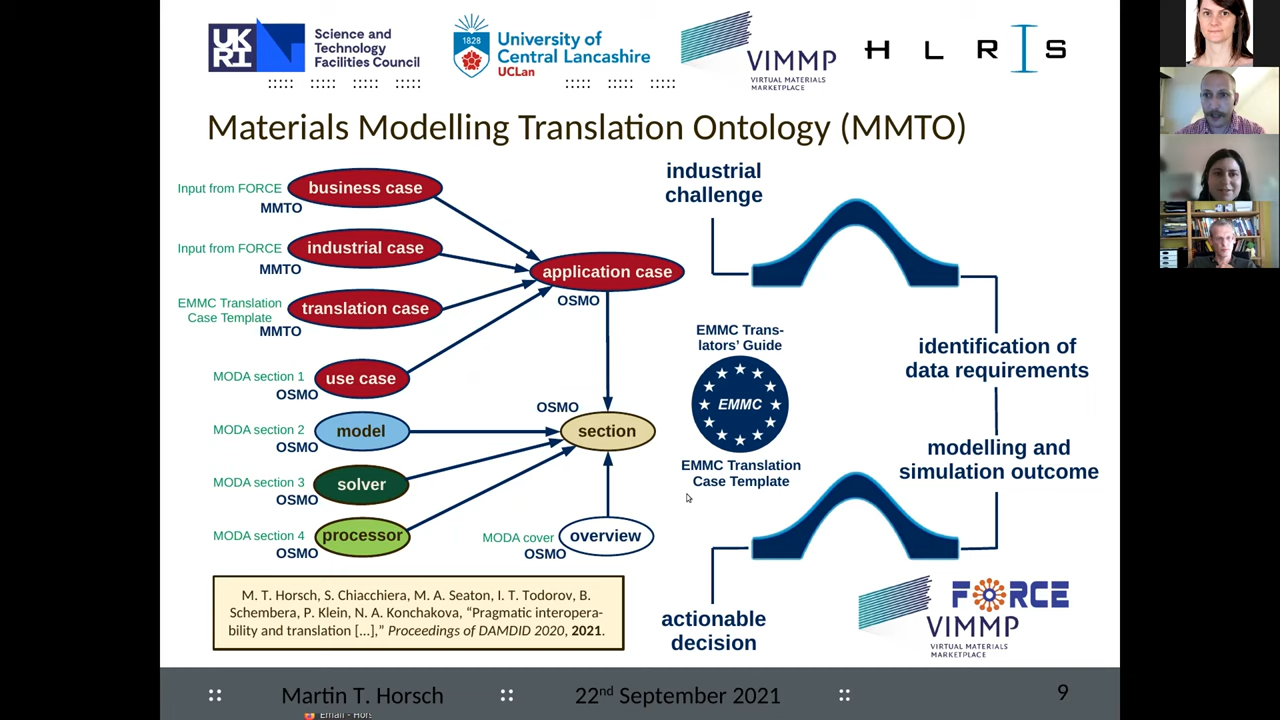 UK
RI
Science and
Technology
Facilities Council
1828
University of
Central Lancashire
UCLan
VIMMP
VIRTUAL MATERIALS
MARKETPLACE
H L R I S
Materials Modelling Translation Ontology (MMTO)
Input from FORCE
business case
MMTO
Input from FORCE
industrial case
MMTO
EMMC Translation
Case Template
translation case
MMTO
application case
OSMO
MODA section 1
use case
OSMO
MODA section 2
model
OSMO
OSMO
section
MODA section 3
solver
OSMO
MODA section 4
processor
OSMO
MODA cover
overview
OSMO
industrial
challenge
EMMC Trans-
lators’ Guide
EMMC
EMMC Translation
Case Template
identification of
data requirements
modelling and
simulation outcome
actionable
decision
M. T. Horsch, S. Chiacchiera, M. A. Seaton, I. T. Todorov, B.
Schembera, P. Klein, N. A. Konchakova, “Pragmatic interopera-
bility and translation [...],” Proceedings of DAMDID 2020, 2021.
FORCE
VIMMP
VIRTUAL MATERIALS
MARKETPLACE
Martin T. Horsch
22nd September 2021
9
Email - Hors